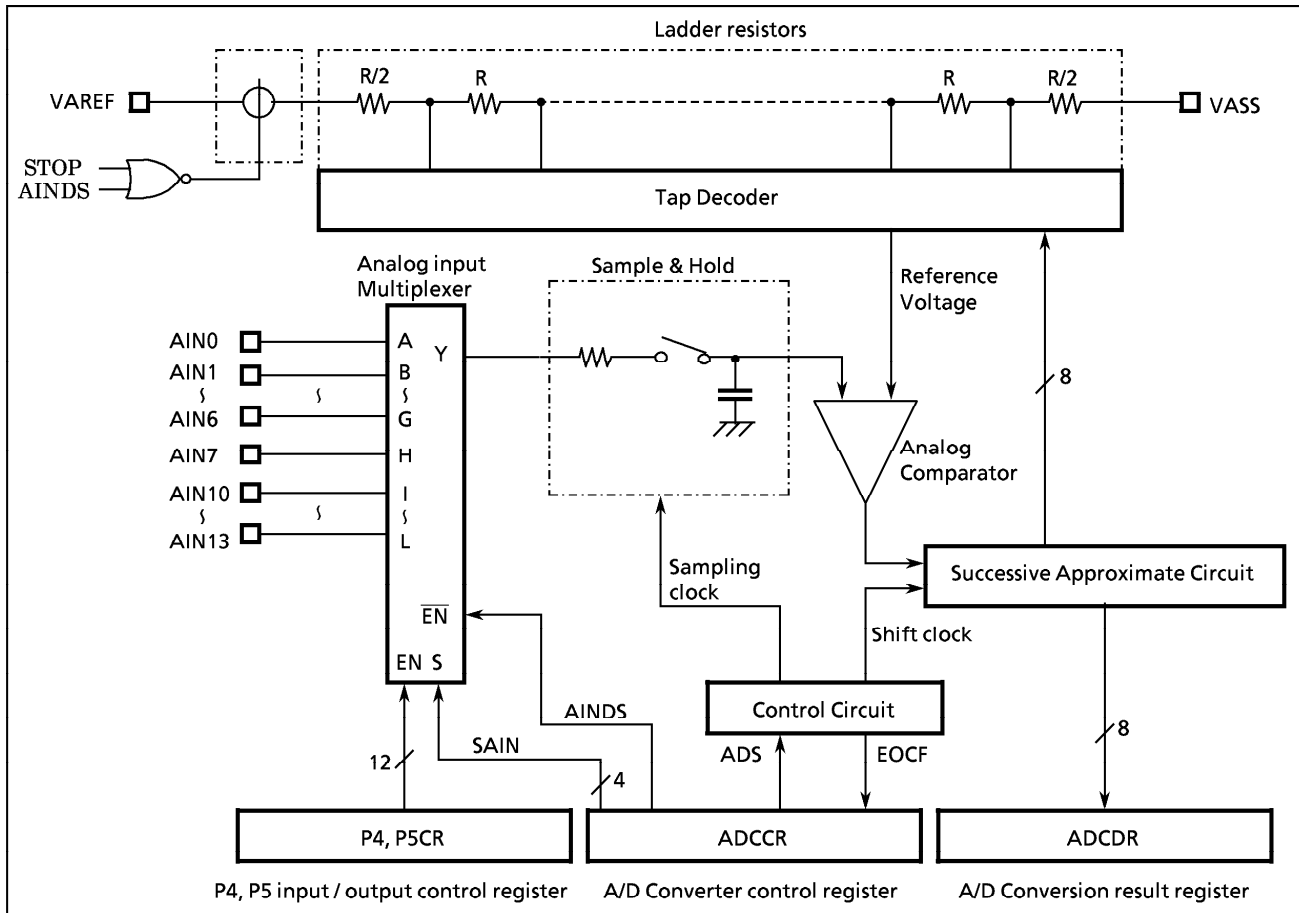 Ladder resistors
R/2
R
R
R/2
VAREF
VASS
STOP
AINDS
Tap Decoder
Analog input
Multiplexer
Sample & Hold
Reference
Voltage
AIN0
A
Y
AIN1
B
8
AIN6
G
AIN7
H
Analog
Comparator
AIN10
I
AIN13
L
Sampling
clock
Successive Approximate Circuit
EN
Shift clock
EN S
AINDS
Control Circuit
SAIN
ADS
EOCF
12
4
8
P4, P5CR
ADCCR
ADCDR
P4, P5 input / output control register
A/D Converter control register
A/D Conversion result register